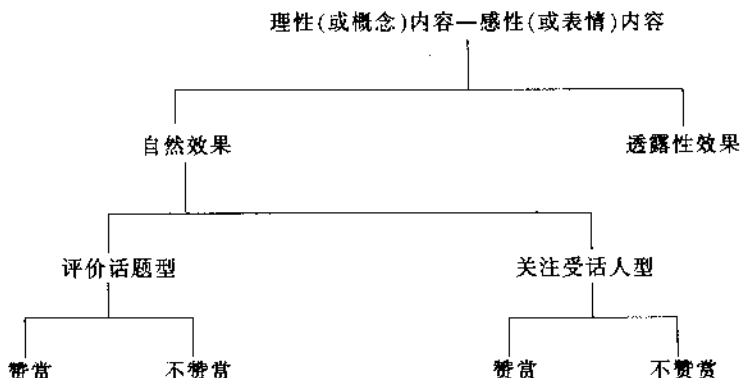 理性(或概念)内容—感性(或表情)内容
自然效果 透露性效果
评价话题型 关注受话人型
赞赏 不赞赏 赞赏 不赞赏